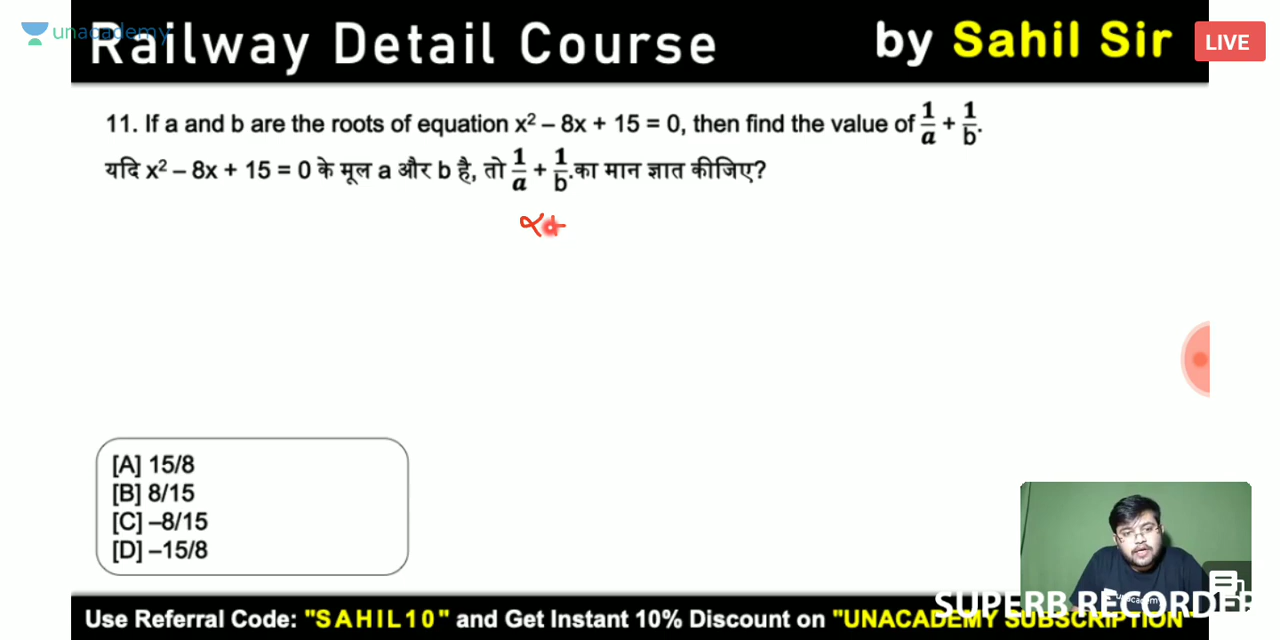 unacademy
Railway Detail Course
by Sahil Sir
LIVE
11. If a and b are the roots of equation x² – 8x + 15 = 0, then find the value of 1/a + 1/b.
यदि x² – 8x + 15 = 0 के मूल a और b है, तो 1/a + 1/b.का मान ज्ञात कीजिए?
[A] 15/8
[B] 8/15
[C] –8/15
[D] –15/8
SUPERB RECORDER
Use Referral Code: "SAHIL10" and Get Instant 10% Discount on "UNACADEMY SUBSCRIPTION"